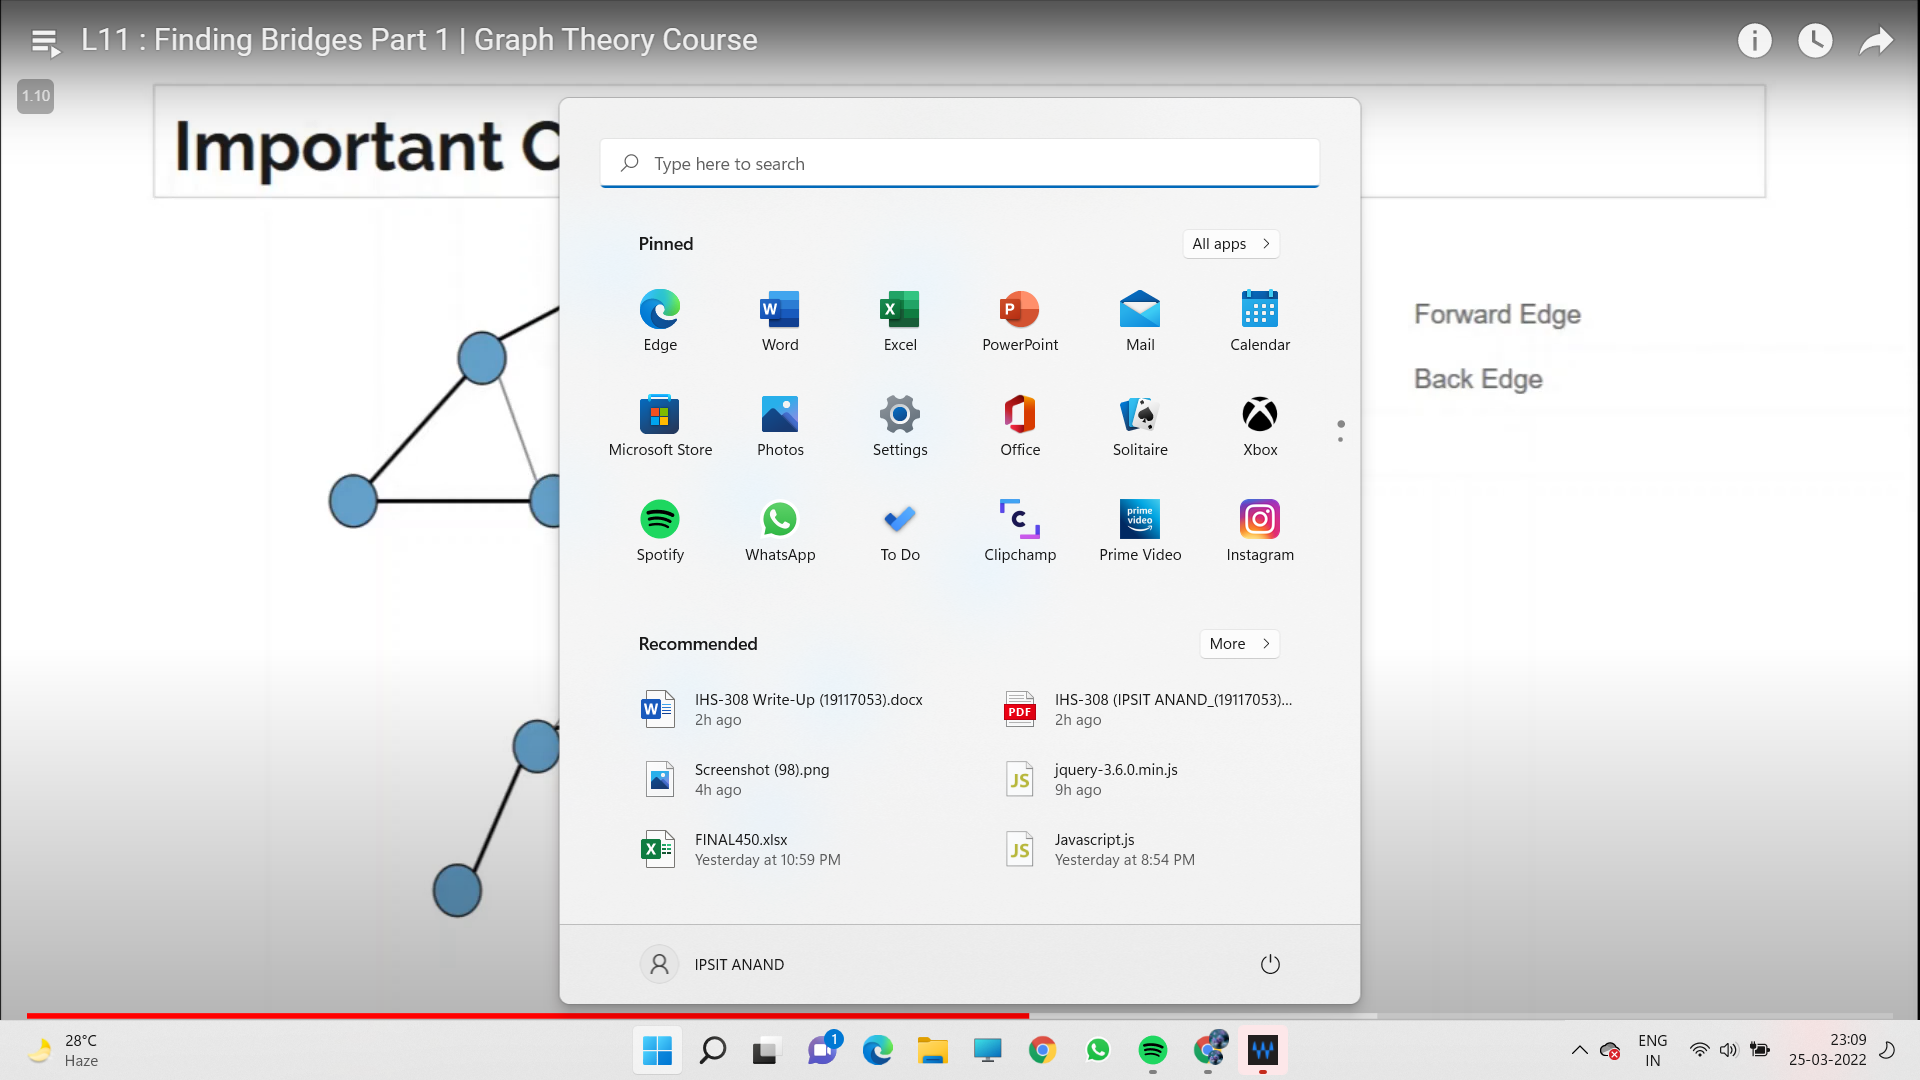 L11 : Finding Bridges Part 1 | Graph Theory Course
1.10
Important
Type here to search
Pinned
All apps
Edge
Word
Excel
PowerPoint
Mail
Calendar
Microsoft Store
Photos
Settings
Office
Solitaire
Xbox
Spotify
WhatsApp
To Do
Clipchamp
prime video
Prime Video
Instagram
Forward Edge
Back Edge
Recommended
More
IHS-308 Write-Up (19117053).docx
2h ago
PDF
IHS-308 (IPSIT ANAND_(19117053)...
2h ago
Screenshot (98).png
4h ago
JS
jquery-3.6.0.min.js
9h ago
FINAL450.xlsx
Yesterday at 10:59 PM
JS
Javascript.js
Yesterday at 8:54 PM
IPSIT ANAND
28°C
Haze
1
ENG
IN
23:09
25-03-2022